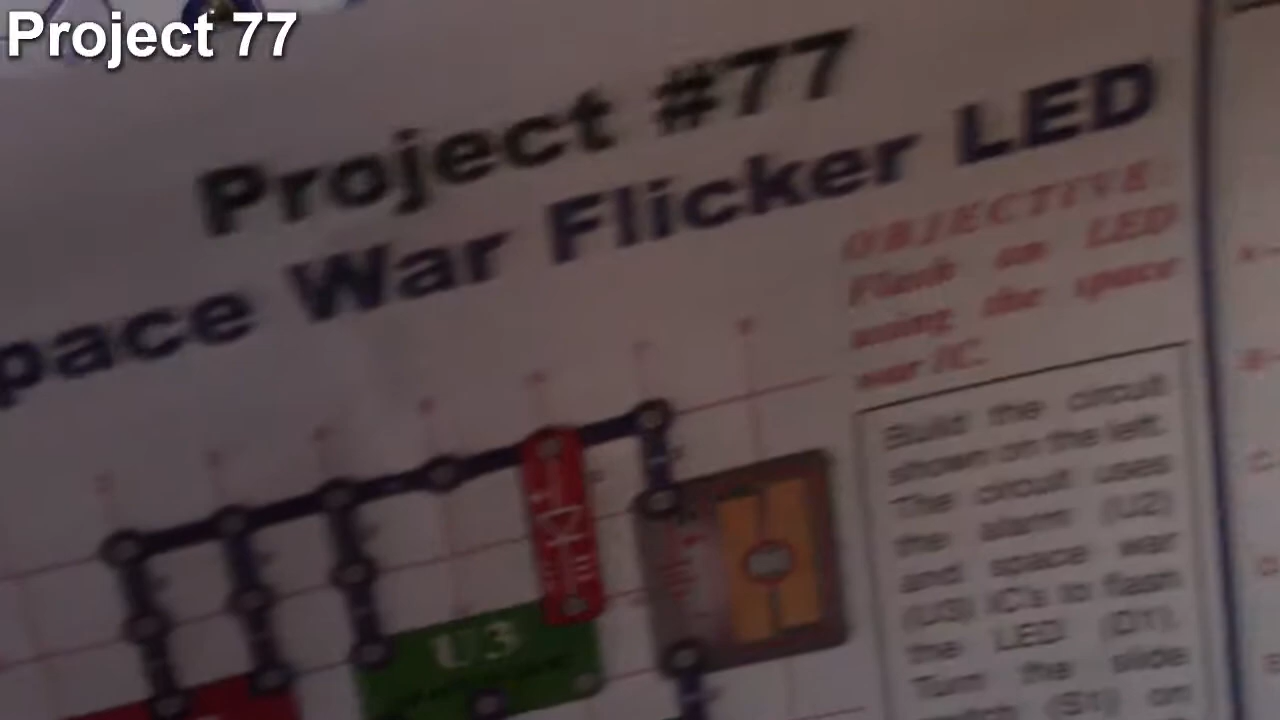 Project 77
Project #77
pace War Flicker LED
OBJECTIVE:
Flash an LED
using the space
war IC.
Build the circuit
shown on the left.
The circuit uses
the alarm (U2)
and space war
(U3) IC's to flash
the LED (D1).
Turn the slide
(S1) on
U3